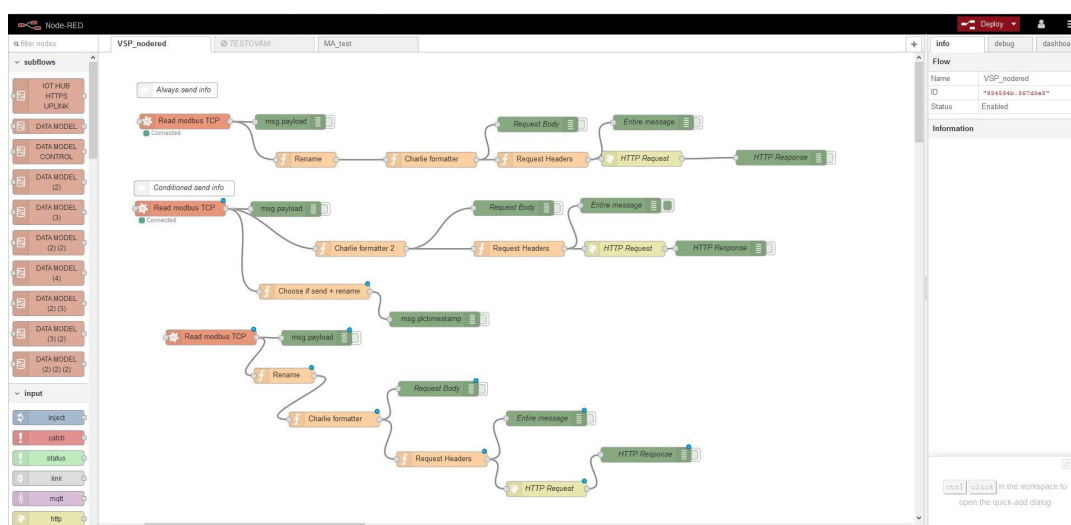 Node-RED
Deploy
filter nodes
VSP_nodered
TESTOVANI
MA_test
info
debug
dashboa
subflows
IOT HUB
HTTPS
UPLINK
DATA MODEL
DATA MODEL
CONTROL
DATA MODEL
(2)
DATA MODEL
(3)
DATA MODEL
(2) (2)
DATA MODEL
(4)
DATA MODEL
(2) (3)
DATA MODEL
(3) (2)
DATA MODEL
(2) (2) (2)
input
inject
catch
status
link
mqtt
http
Always send info
Read modbus TCP
Connected
msg.payload
Request Body
Entire message
Rename
Charlie formatter
Request Headers
HTTP Request
HTTP Response
Conditioned send info
Read modbus TCP
Connected
msg.payload
Request Body
Entire message
Charlie formatter 2
Request Headers
HTTP Request
HTTP Response
Choose if send + rename
msg.plctimestamp
Read modbus TCP
msg.payload
Rename
Request Body
Charlie formatter
Entire message
Request Headers
HTTP Response
HTTP Request
Flow
Name VSP_nodered
ID
Status Enabled
Information
ctrl click in the workspace to
open the quick-add dialog